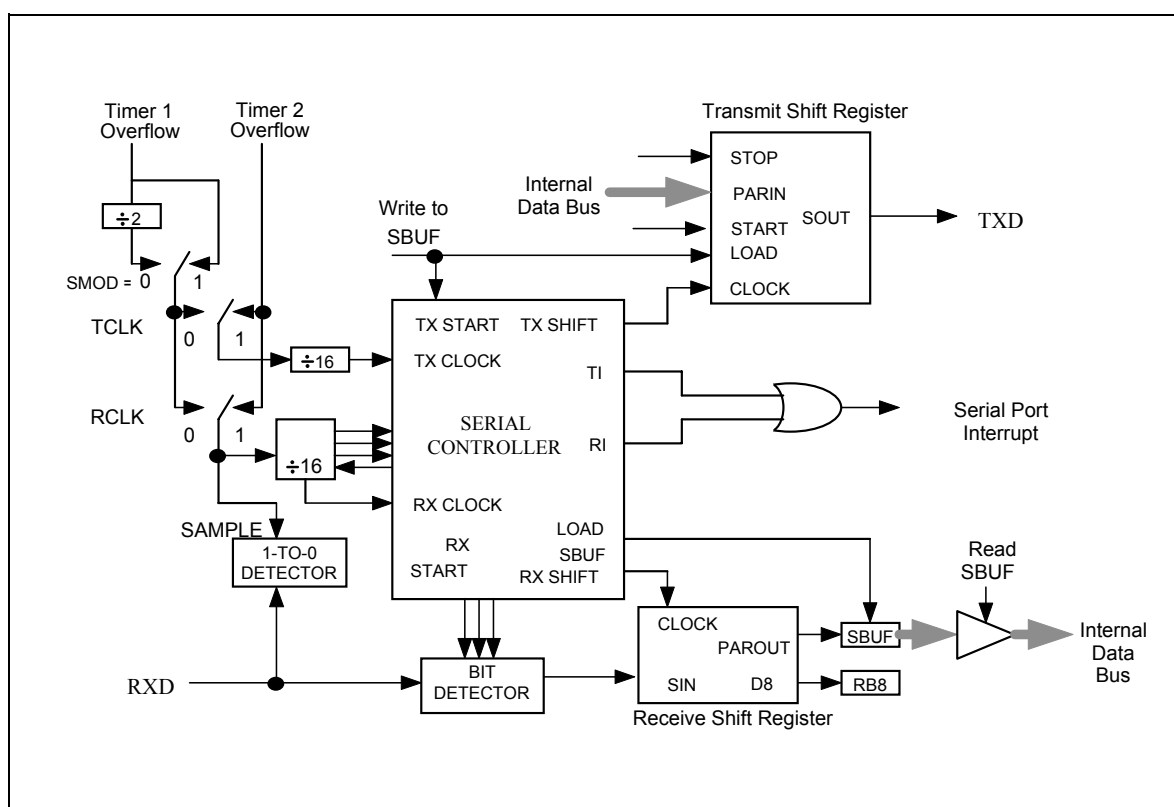 Timer 1
Overflow
Timer 2
Overflow
÷2
SMOD = 0
1
TCLK
0
1
÷16
RCLK
0
1
÷16
SAMPLE
1-TO-0
DETECTOR
RXD
Write to
SBUF
TX START
TX SHIFT
TX CLOCK
TI
SERIAL
CONTROLLER
RI
RX CLOCK
LOAD
SBUF
RX
START
RX SHIFT
BIT
DETECTOR
Transmit Shift Register
Internal
Data Bus
STOP
PARIN
SOUT
START
LOAD
CLOCK
TXD
Serial Port
Interrupt
CLOCK
PAROUT
SIN
D8
Receive Shift Register
SBUF
RB8
Read
SBUF
Internal
Data
Bus